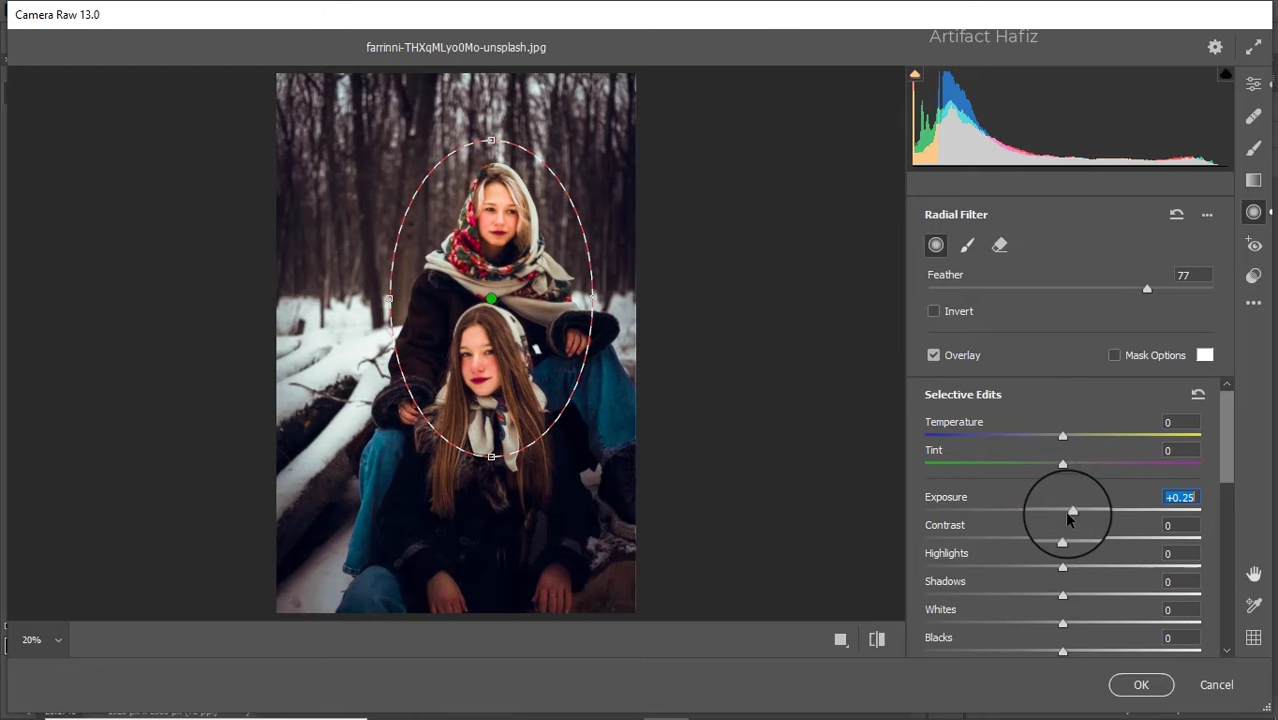 Camera Raw 13.0
Artifact Hafiz
farrinni-THXqMLyo0Mo-unsplash.jpg
Radial Filter
Feather 77
Invert
Overlay Mask Options
Selective Edits
Temperature 0
Tint 0
Exposure +0.25
Contrast 0
Highlights 0
Shadows 0
Whites 0
Blacks 0
20%
OK Cancel